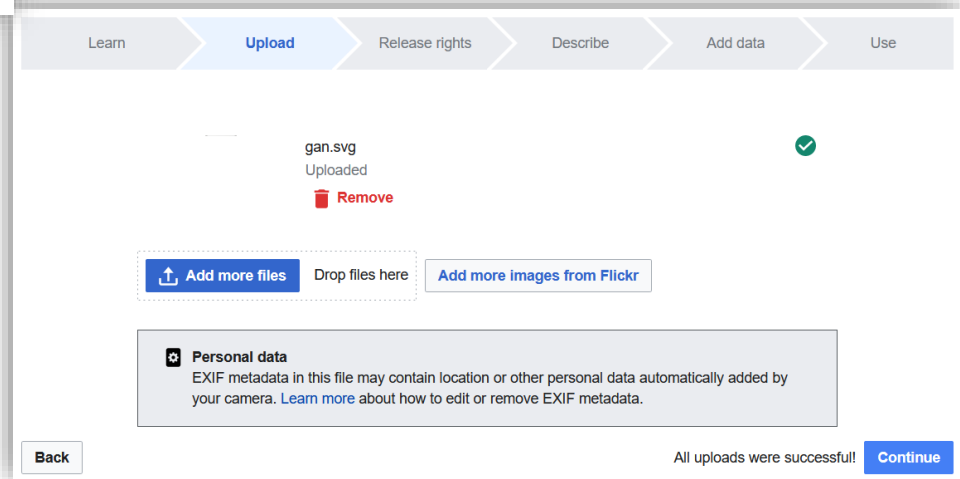 Learn
Upload
Release rights
Describe
Add data
Use
gan.svg
Uploaded
Remove
Add more files
Drop files here
Add more images from Flickr
Personal data
EXIF metadata in this file may contain location or other personal data automatically added by
your camera. Learn more about how to edit or remove EXIF metadata.
Back
All uploads were successful!
Continue